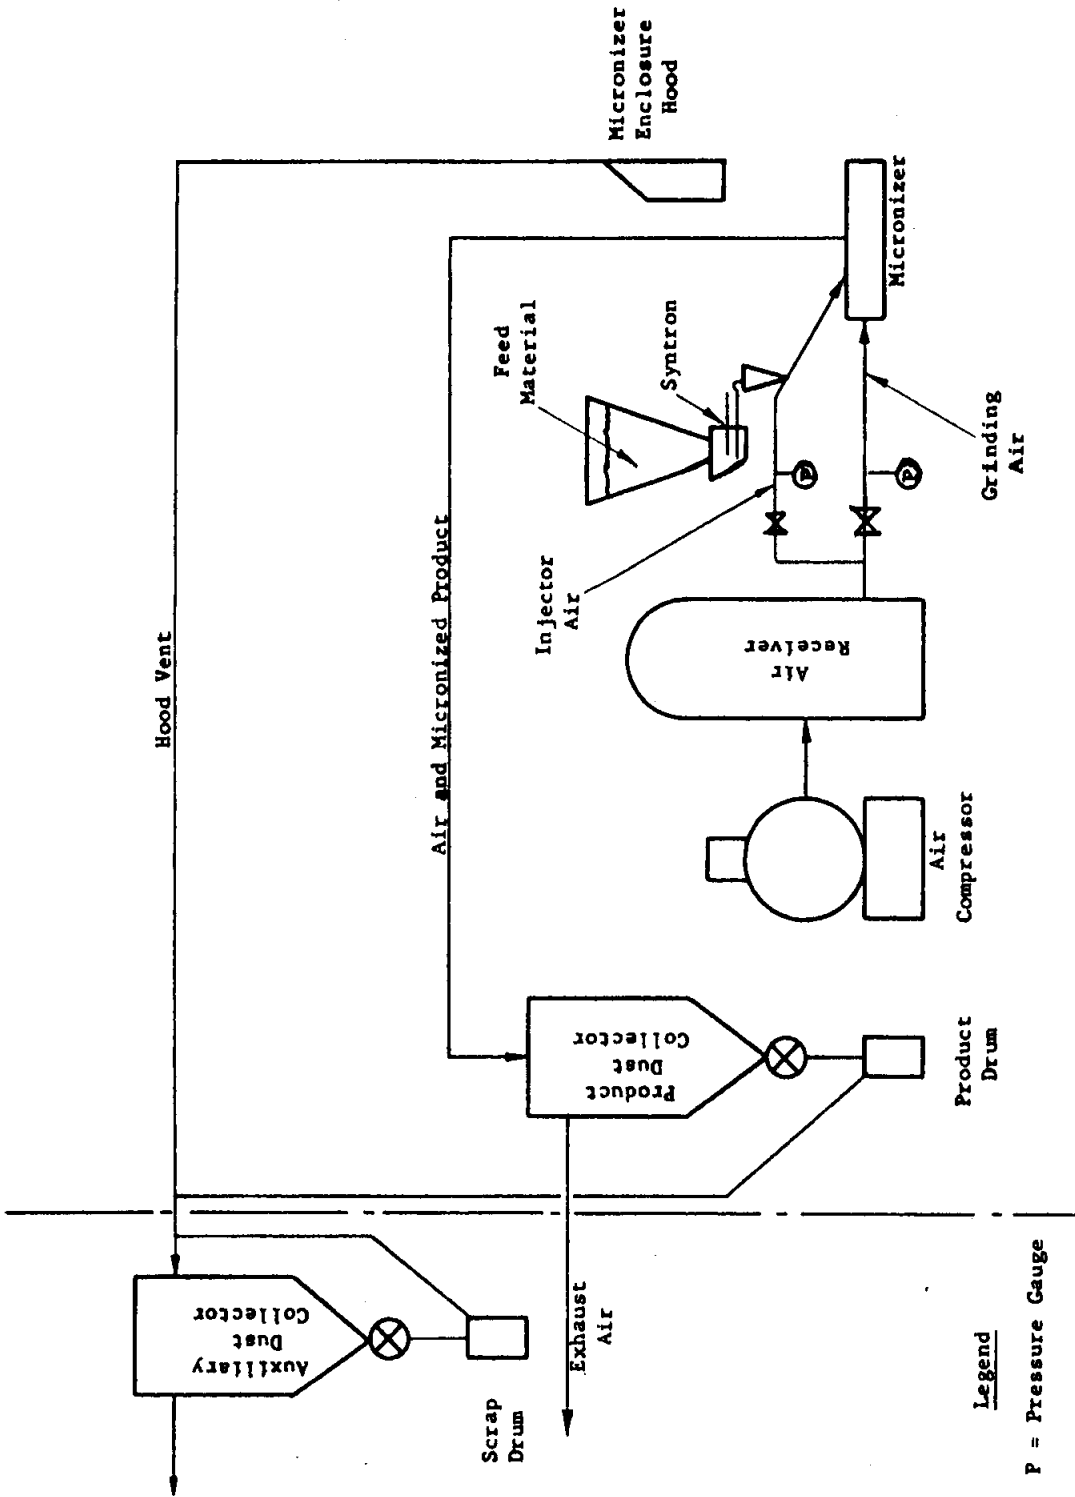 Hood Vent
Air and Micronized Product
Micronizer
Enclosure
Hood
Feed
Material
Syntron
Micronizer
Injector
Air
Grinding
Air
P
P
Air
Receiver
Air
Compressor
Product
Dust
Collector
Product
Drum
Auxiliary
Dust
Collector
Scrap
Drum
Exhaust
Air
Legend
P = Pressure Gauge